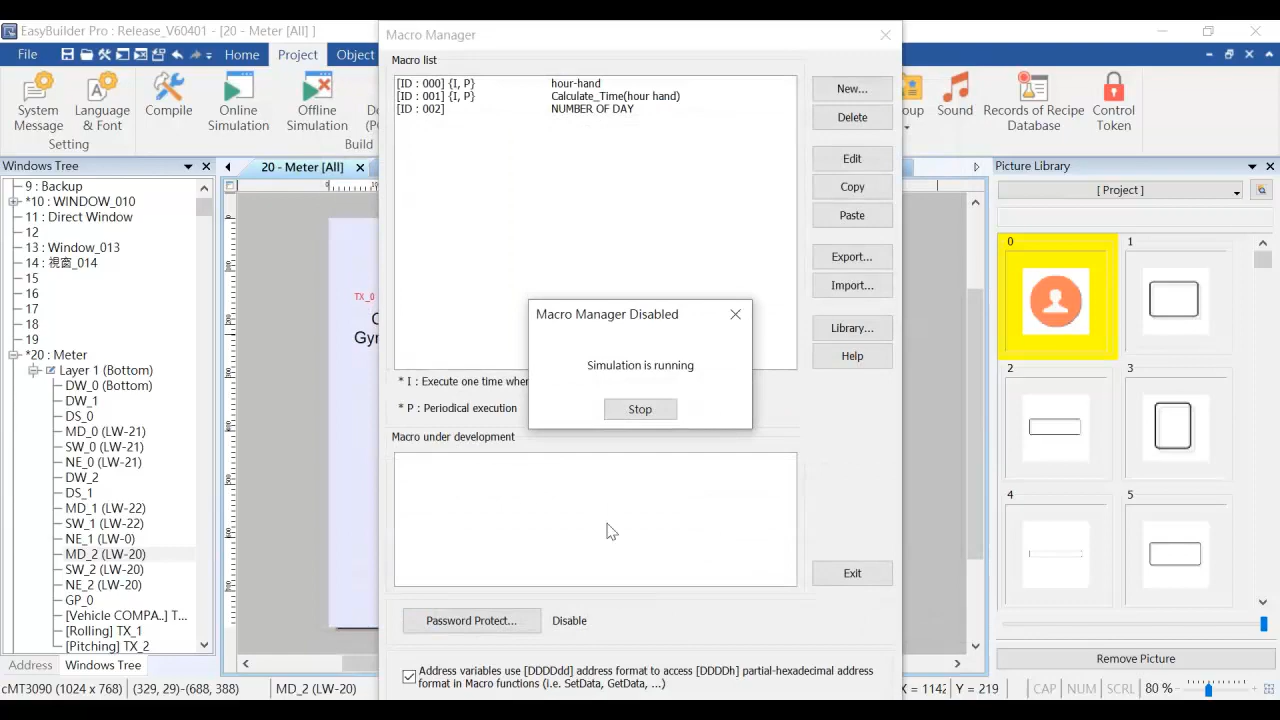 EasyBuilder Pro : Release_V60401 - [20 - Meter [All] ]
File
Home
Project
Object
System Message
Language & Font
Compile
Online Simulation
Offline Simulation
Setting
Build
Sound
Records of Recipe Database
Control Token
Windows Tree
9 : Backup
*10 : WINDOW_010
11 : Direct Window
12
13 : Window_013
14 : 視窗_014
15
16
17
18
19
*20 : Meter
Layer 1 (Bottom)
DW_0 (Bottom)
DW_1
DS_0
MD_0 (LW-21)
SW_0 (LW-21)
NE_0 (LW-21)
DW_2
DS_1
MD_1 (LW-22)
SW_1 (LW-22)
NE_1 (LW-0)
MD_2 (LW-20)
SW_2 (LW-20)
NE_2 (LW-20)
GP_0
[Vehicle COMPA..] T...
[Rolling] TX_1
[Pitching] TX_2
Address
Windows Tree
20 - Meter [All]
TX_0
Macro Manager
Macro list
[ID : 000] {I, P} hour-hand
[ID : 001] {I, P} Calculate_Time(hour hand)
[ID : 002] NUMBER OF DAY
New...
Delete
Edit
Copy
Paste
Export...
Import...
Library...
Help
Macro Manager Disabled
Simulation is running
Stop
* I : Execute one time when
* P : Periodical execution
Macro under development
Exit
Password Protect...
Disable
Address variables use [DDDDdd] address format to access [DDDDh] partial-hexadecimal address
format in Macro functions (i.e. SetData, GetData, ...)
Picture Library
[ Project ]
0
1
2
3
4
5
Remove Picture
cMT3090 (1024 x 768)
(329, 29)-(688, 388)
MD_2 (LW-20)
X = 1142
Y = 219
CAP
NUM
SCRL
80 %